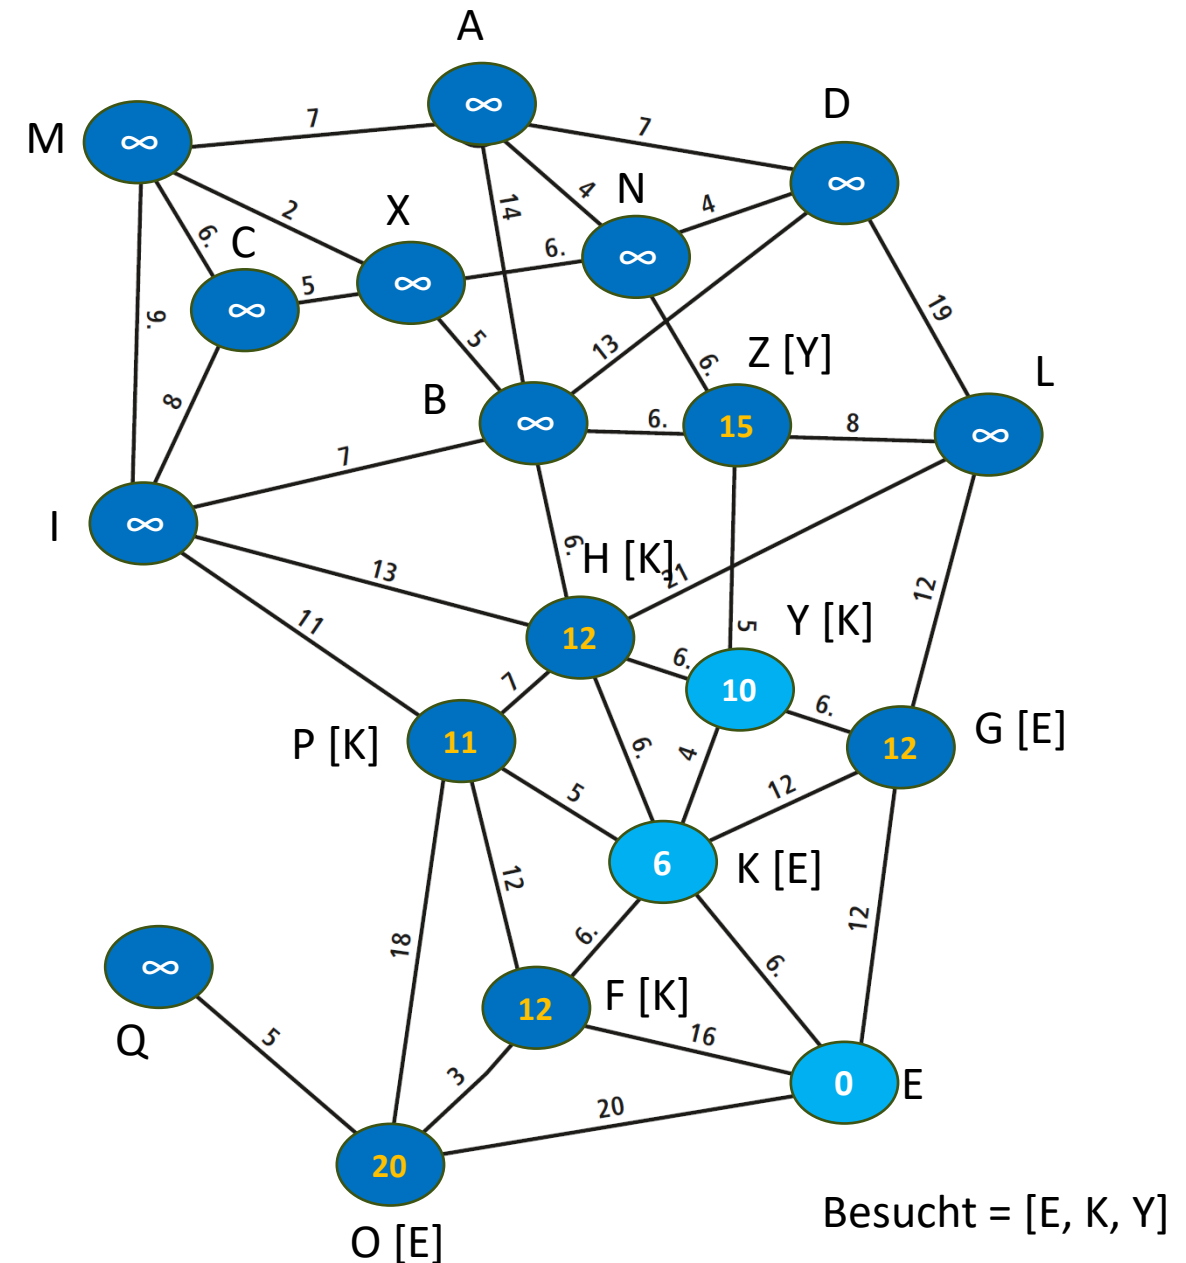 A
∞
D
M
∞
7
7
∞
4
N
4
14
2
X
6.
C
∞
6.
∞
5
∞
9.
19
5
13
6.
Z [Y]
L
8
B
∞
6.
15
8
∞
7
I
∞
6.
H [K]
13
21
12
5
Y [K]
11
12
6.
10
7
6.
G [E]
P [K]
11
6.
4
12
5
12
6
K [E]
12
12
18
6.
6.
∞
F [K]
12
Q
5
16
3
0
E
20
20
Besucht = [E, K, Y]
O [E]